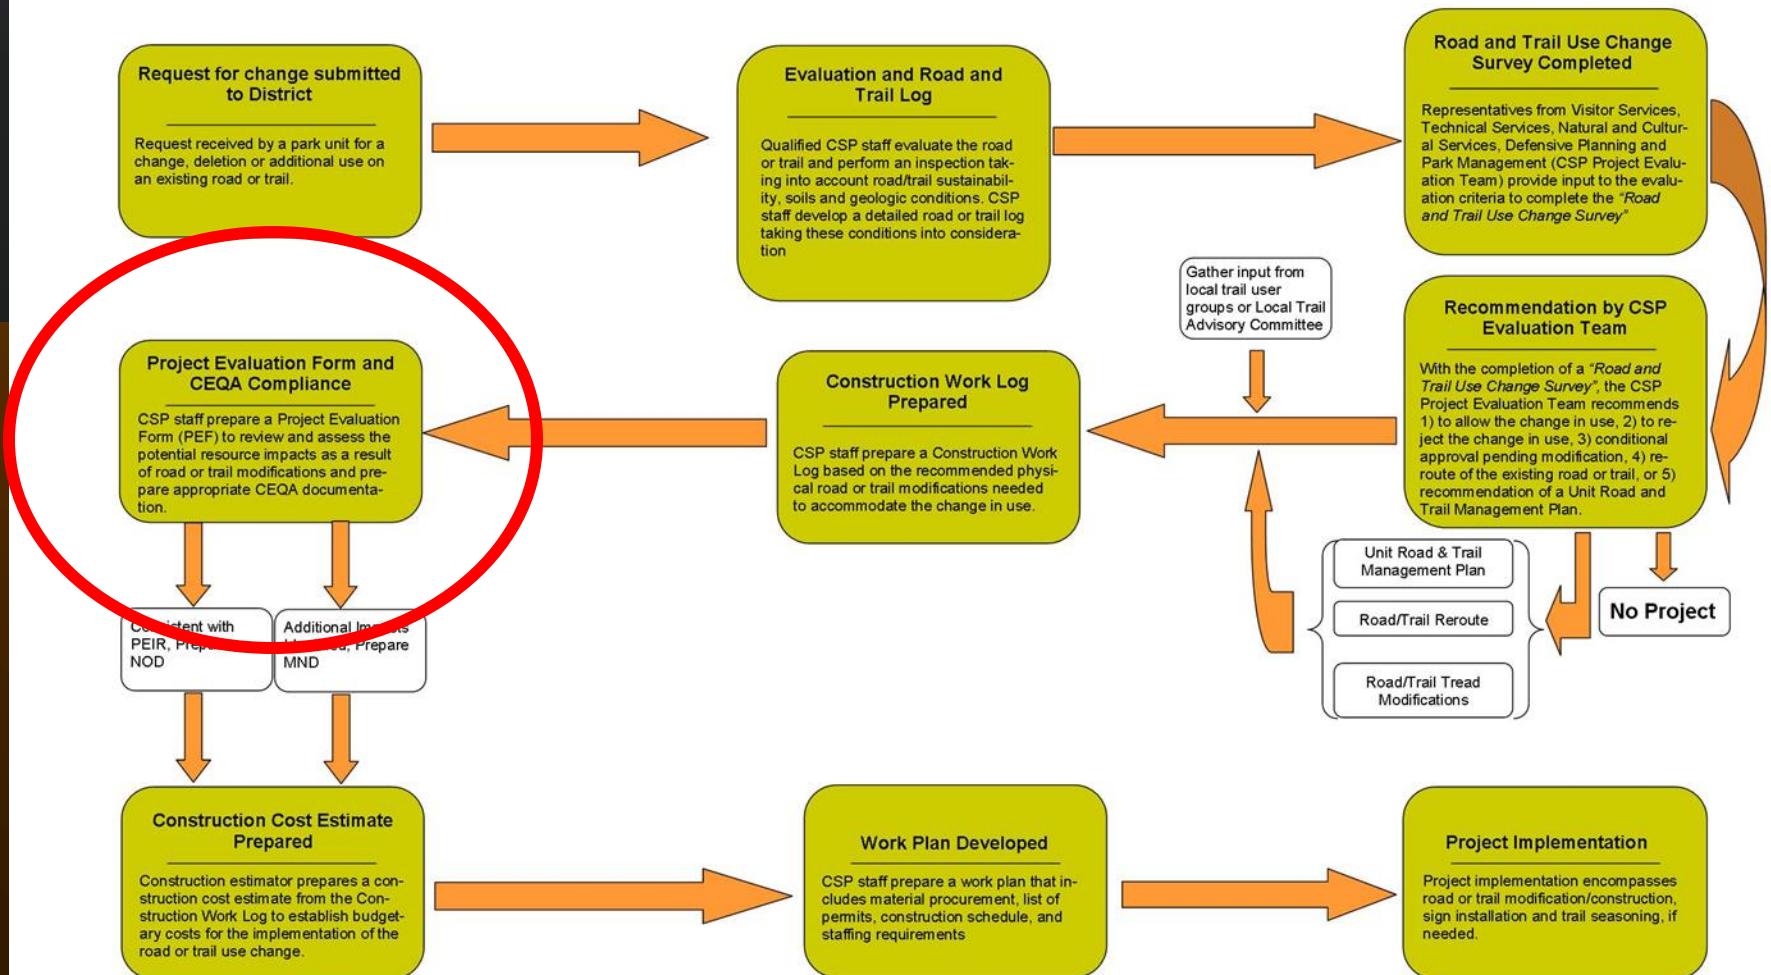 Request for change submitted
to District
Request received by a park unit for a
change, deletion or additional use on
an existing road or trail.
Evaluation and Road and
Trail Log
Qualified CSP staff evaluate the road
or trail and perform an inspection tak-
ing into account road/trail sustainabil-
ity, soils and geologic conditions. CSP
staff develop a detailed road or trail log
taking these conditions into considera-
tion
Road and Trail Use Change
Survey Completed
Representatives from Visitor Services,
Technical Services, Natural and Cultur-
al Services, Defensive Planning and
Park Management (CSP Project Evalu-
ation Team) provide input to the evalu-
ation criteria to complete the “Road
and Trail Use Change Survey”
Gather input from
local trail user
groups or Local Trail
Advisory Committee
Recommendation by CSP
Evaluation Team
With the completion of a “Road and
Trail Use Change Survey”, the CSP
Project Evaluation Team recommends
1) to allow the change in use, 2) to re-
ject the change in use, 3) conditional
approval pending modification, 4) re-
route of the existing road or trail, or 5)
recommendation of a Unit Road and
Trail Management Plan.
Unit Road & Trail
Management Plan
Road/Trail Reroute
Road/Trail Tread
Modifications
No Project
Construction Work Log
Prepared
CSP staff prepare a Construction Work
Log based on the recommended physi-
cal road or trail modifications needed
to accommodate the change in use.
Project Evaluation Form and
CEQA Compliance
CSP staff prepare a Project Evaluation
Form (PEF) to review and assess the
potential resource impacts as a result
of road or trail modifications and pre-
pare appropriate CEQA documenta-
tion.
Consistent with
PEIR, Prepare
NOD
Additional Impacts
Identified, Prepare
MND
Construction Cost Estimate
Prepared
Construction estimator prepares a con-
struction cost estimate from the Con-
struction Work Log to establish budget-
ary costs for the implementation of the
road or trail use change.
Work Plan Developed
CSP staff prepare a work plan that in-
cludes material procurement, list of
permits, construction schedule, and
staffing requirements
Project Implementation
Project implementation encompasses
road or trail modification/construction,
sign installation and trail seasoning, if
needed.